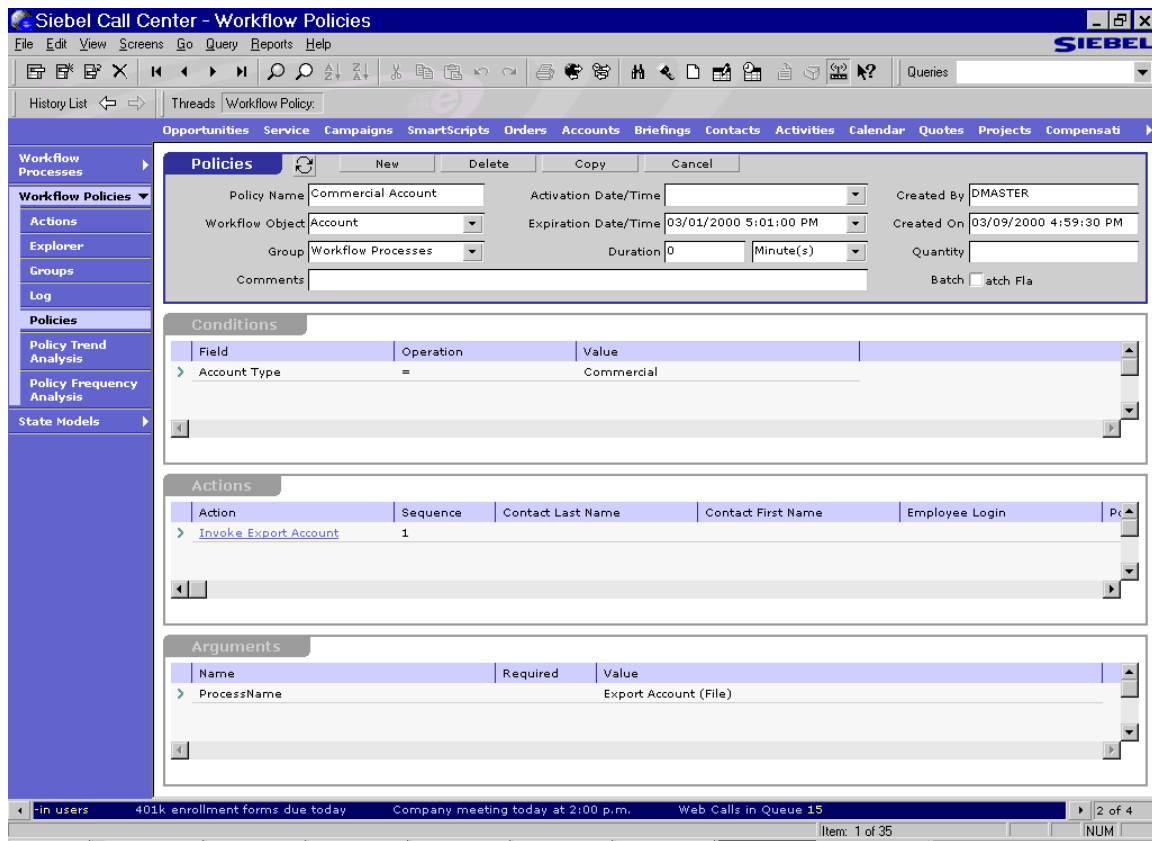 Siebel Call Center - Workflow Policies
File Edit View Screens Go Query Reports Help
SIEBEL
Queries
History List Threads Workflow Policy:
Opportunities Service Campaigns SmartScripts Orders Accounts Briefings Contacts Activities Calendar Quotes Projects Compensati
Workflow Processes
Workflow Policies
Actions
Explorer
Groups
Log
Policies
Policy Trend Analysis
Policy Frequency Analysis
State Models
Policies New Delete Copy Cancel
Policy Name Commercial Account Activation Date/Time Created By DMASTER
Workflow Object Account Expiration Date/Time 03/01/2000 5:01:00 PM Created On 03/09/2000 4:59:30 PM
Group Workflow Processes Duration 0 Minute(s) Quantity
Comments Batch atch Fla
Conditions
Field Operation Value
Account Type = Commercial
Actions
Action Sequence Contact Last Name Contact First Name Employee Login
Invoke Export Account 1
Arguments
Name Required Value
ProcessName Export Account (File)
-in users 401k enrollment forms due today Company meeting today at 2:00 p.m. Web Calls in Queue 15 2 of 4
Item: 1 of 35 NUM